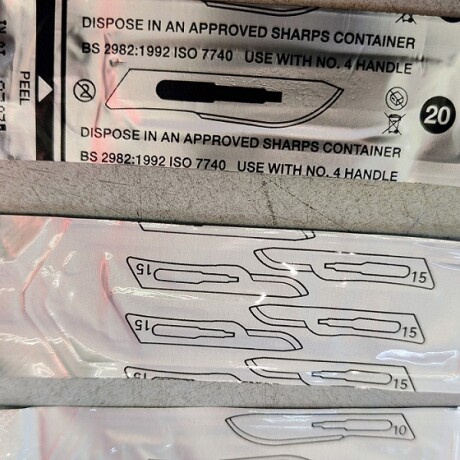 DISPOSE IN AN APPROVED SHARPS CONTAINER
BS 2982:1992 ISO 7740 USE WITH NO. 4 HANDLE
PEEL
20
DISPOSE IN AN APPROVED SHARPS CONTAINER
BS 2982:1992 ISO 7740 USE WITH NO. 4 HANDLE
15
15
15
15
15
15
10